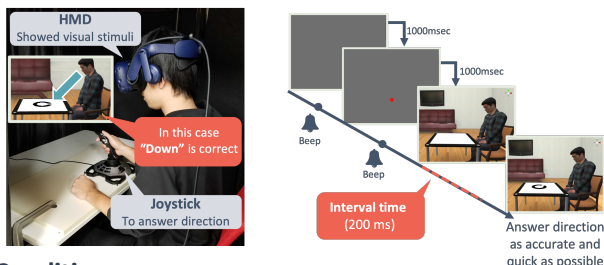 HMD
Showed visual stimuli
In this case
“Down” is correct
Joystick
To answer direction
1000msec
1000msec
Beep
Beep
Interval time
(200 ms)
Answer direction
as accurate and
quick as possible